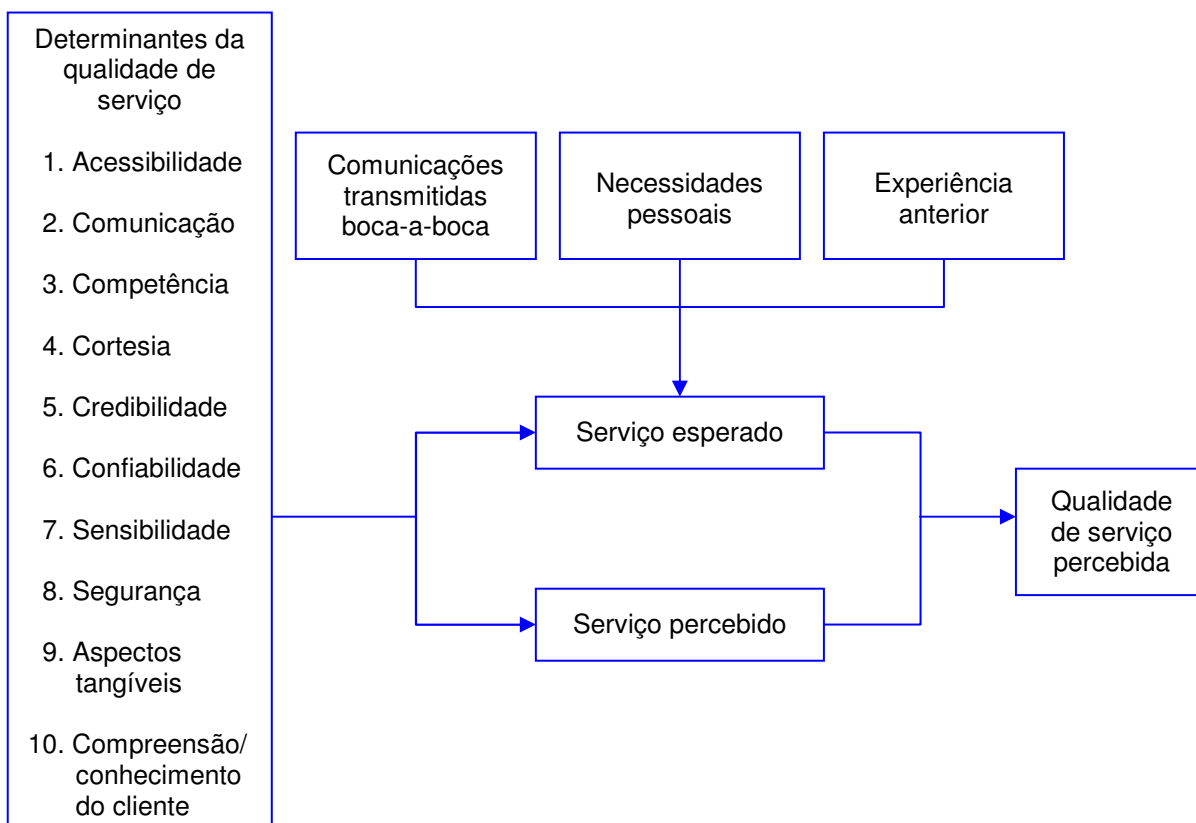 Determinantes da
qualidade de
serviço
1. Acessibilidade
2. Comunicação
3. Competência
4. Cortesia
5. Credibilidade
6. Confiabilidade
7. Sensibilidade
8. Segurança
9. Aspectos
tangíveis
10. Compreensão/
conhecimento
do cliente
Comunicações
transmitidas
boca-a-boca
Necessidades
pessoais
Experiência
anterior
Serviço esperado
Serviço percebido
Qualidade
de serviço
percebida